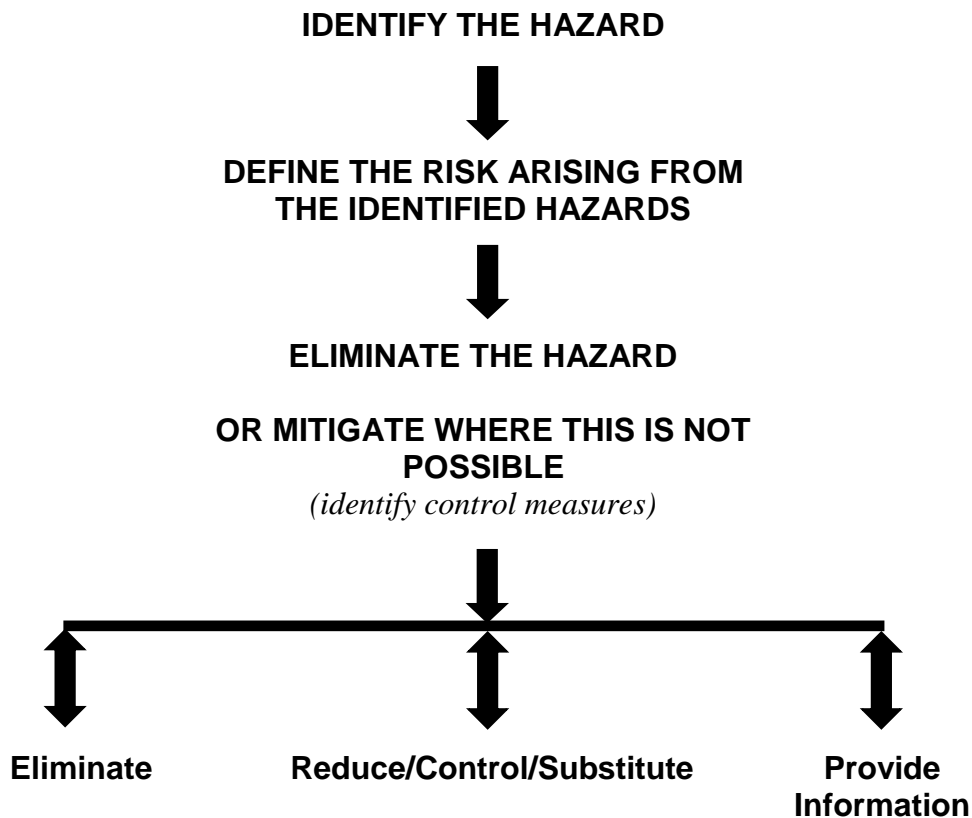 IDENTIFY THE HAZARD
DEFINE THE RISK ARISING FROM
THE IDENTIFIED HAZARDS
ELIMINATE THE HAZARD
OR MITIGATE WHERE THIS IS NOT
POSSIBLE
(identify control measures)
Eliminate
Reduce/Control/Substitute
Provide
Information